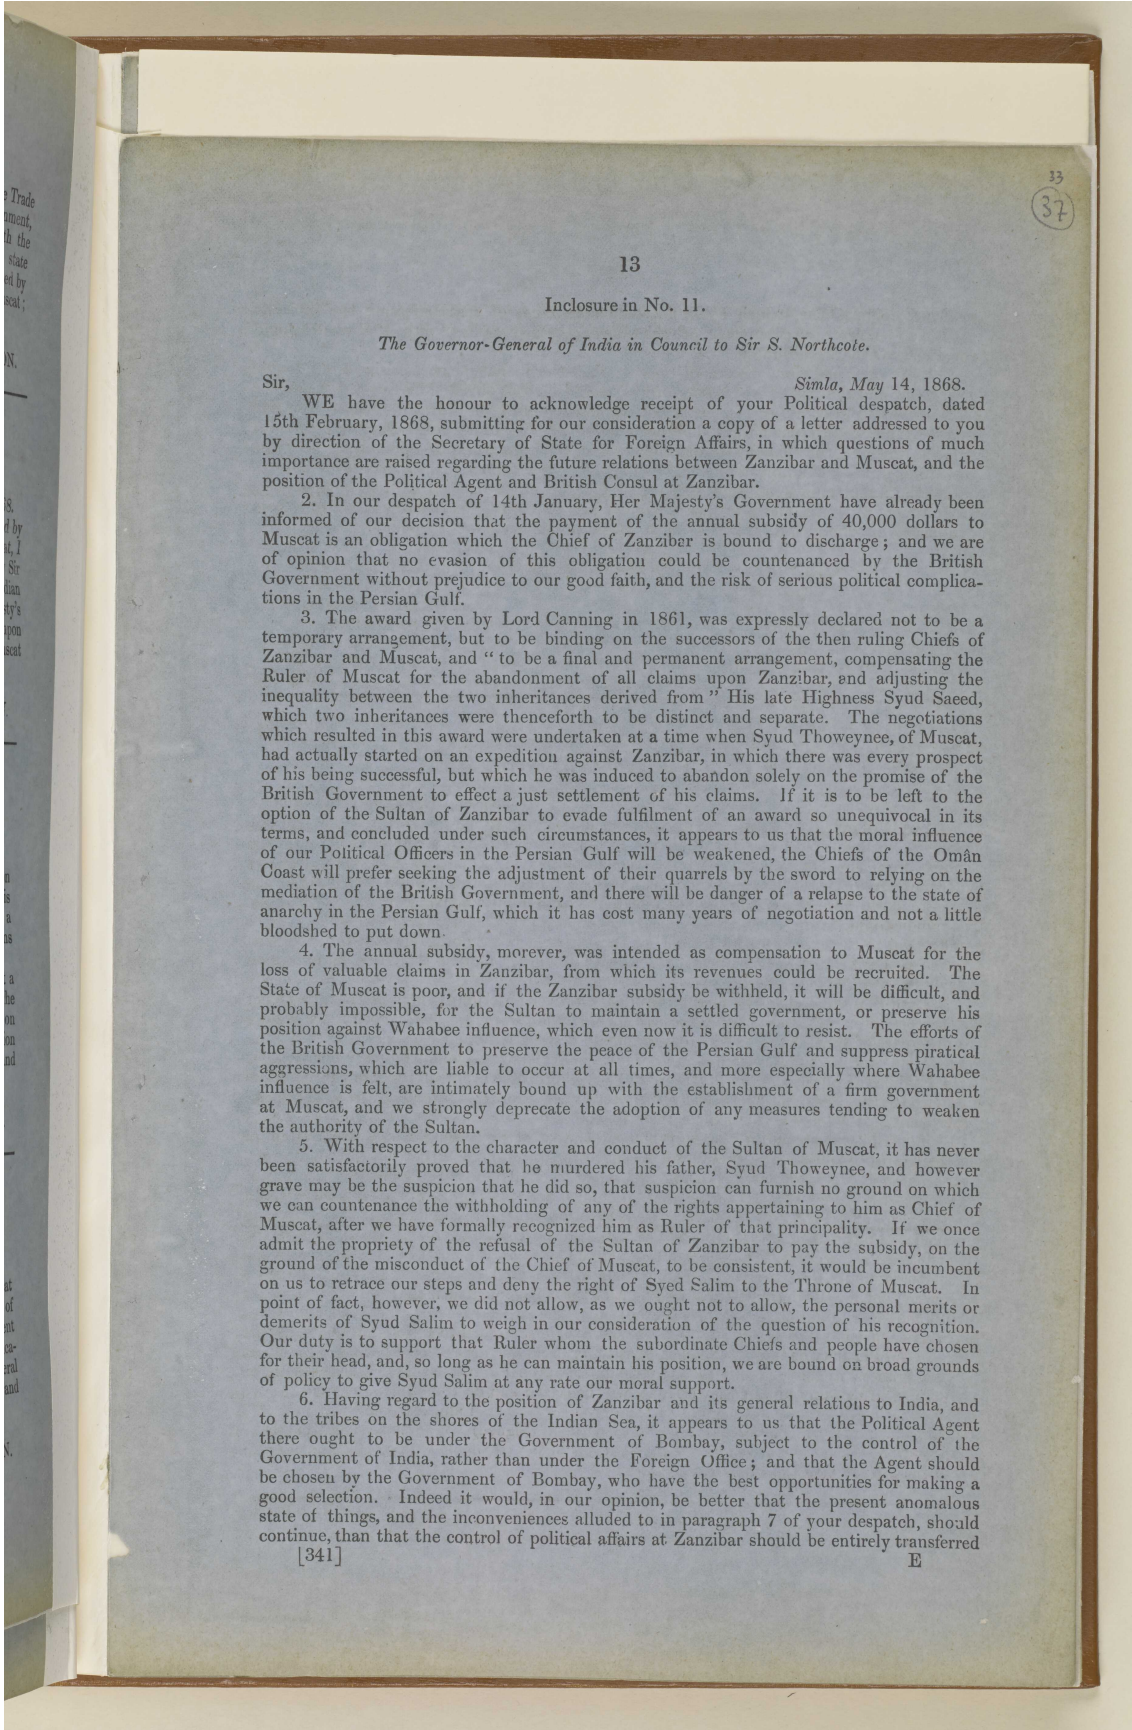 33
37
13
Inclosure in No. 11.
The Governor-General of India in Council to Sir S. Northcote.
Sir, Simla, May 14, 1868.
WE have the honour to acknowledge receipt of your Political despatch, dated
15th February, 1868, submitting for our consideration a copy of a letter addressed to you
by direction of the Secretary of State for Foreign Affairs, in which questions of much
importance are raised regarding the future relations between Zanzibar and Muscat, and the
position of the Political Agent and British Consul at Zanzibar.
2. In our despatch of 14th January, Her Majesty's Government have already been
informed of our decision that the payment of the annual subsidy of 40,000 dollars to
Muscat is an obligation which the Chief of Zanzibar is bound to discharge; and we are
of opinion that no evasion of this obligation could be countenanced by the British
Government without prejudice to our good faith, and the risk of serious political complica-
tions in the Persian Gulf.
3. The award given by Lord Canning in 1861, was expressly declared not to be a
temporary arrangement, but to be binding on the successors of the then ruling Chiefs of
Zanzibar and Muscat, and "to be a final and permanent arrangement, compensating the
Ruler of Muscat for the abandonment of all claims upon Zanzibar, and adjusting the
inequality between the two inheritances derived from" His late Highness Syud Saeed,
which two inheritances were thenceforth to be distinct and separate. The negotiations
which resulted in this award were undertaken at a time when Syud Thoweynee, of Muscat,
had actually started on an expedition against Zanzibar, in which there was every prospect
of his being successful, but which he was induced to abandon solely on the promise of the
British Government to effect a just settlement of his claims. If it is to be left to the
option of the Sultan of Zanzibar to evade fulfilment of an award so unequivocal in its
terms, and concluded under such circumstances, it appears to us that the moral influence
of our Political Officers in the Persian Gulf will be weakened, the Chiefs of the Omân
Coast will prefer seeking the adjustment of their quarrels by the sword to relying on the
mediation of the British Government, and there will be danger of a relapse to the state of
anarchy in the Persian Gulf, which it has cost many years of negotiation and not a little
bloodshed to put down.
4. The annual subsidy, morever, was intended as compensation to Muscat for the
loss of valuable claims in Zanzibar, from which its revenues could be recruited. The
State of Muscat is poor, and if the Zanzibar subsidy be withheld, it will be difficult, and
probably impossible, for the Sultan to maintain a settled government, or preserve his
position against Wahabee influence, which even now it is difficult to resist. The efforts of
the British Government to preserve the peace of the Persian Gulf and suppress piratical
aggressions, which are liable to occur at all times, and more especially where Wahabee
influence is felt, are intimately bound up with the establishment of a firm government
at Muscat, and we strongly deprecate the adoption of any measures tending to weaken
the authority of the Sultan.
5. With respect to the character and conduct of the Sultan of Muscat, it has never
been satisfactorily proved that he murdered his father, Syud Thoweynee, and however
grave may be the suspicion that he did so, that suspicion can furnish no ground on which
we can countenance the withholding of any of the rights appertaining to him as Chief of
Muscat, after we have formally recognized him as Ruler of that principality. If we once
admit the propriety of the refusal of the Sultan of Zanzibar to pay the subsidy, on the
ground of the misconduct of the Chief of Muscat, to be consistent, it would be incumbent
on us to retrace our steps and deny the right of Syed Salim to the Throne of Muscat. In
point of fact, however, we did not allow, as we ought not to allow, the personal merits or
demerits of Syud Salim to weigh in our consideration of the question of his recognition.
Our duty is to support that Ruler whom the subordinate Chiefs and people have chosen
for their head, and, so long as he can maintain his position, we are bound on broad grounds
of policy to give Syud Salim at any rate our moral support.
6. Having regard to the position of Zanzibar and its general relations to India, and
to the tribes on the shores of the Indian Sea, it appears to us that the Political Agent
there ought to be under the Government of Bombay, subject to the control of the
Government of India, rather than under the Foreign Office; and that the Agent should
be chosen by the Government of Bombay, who have the best opportunities for making a
good selection. Indeed it would, in our opinion, be better that the present anomalous
state of things, and the inconveniences alluded to in paragraph 7 of your despatch, should
continue, than that the control of political affairs at Zanzibar should be entirely transferred
[341] E